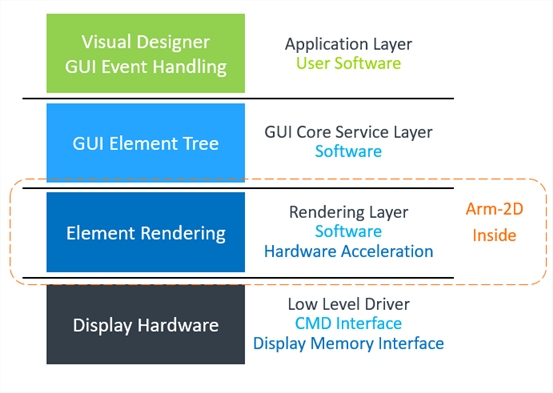 Visual Designer
GUI Event Handling
Application Layer
User Software
GUI Element Tree
GUI Core Service Layer
Software
Element Rendering
Rendering Layer
Software
Hardware Acceleration
Arm-2D
Inside
Display Hardware
Low Level Driver
CMD Interface
Display Memory Interface